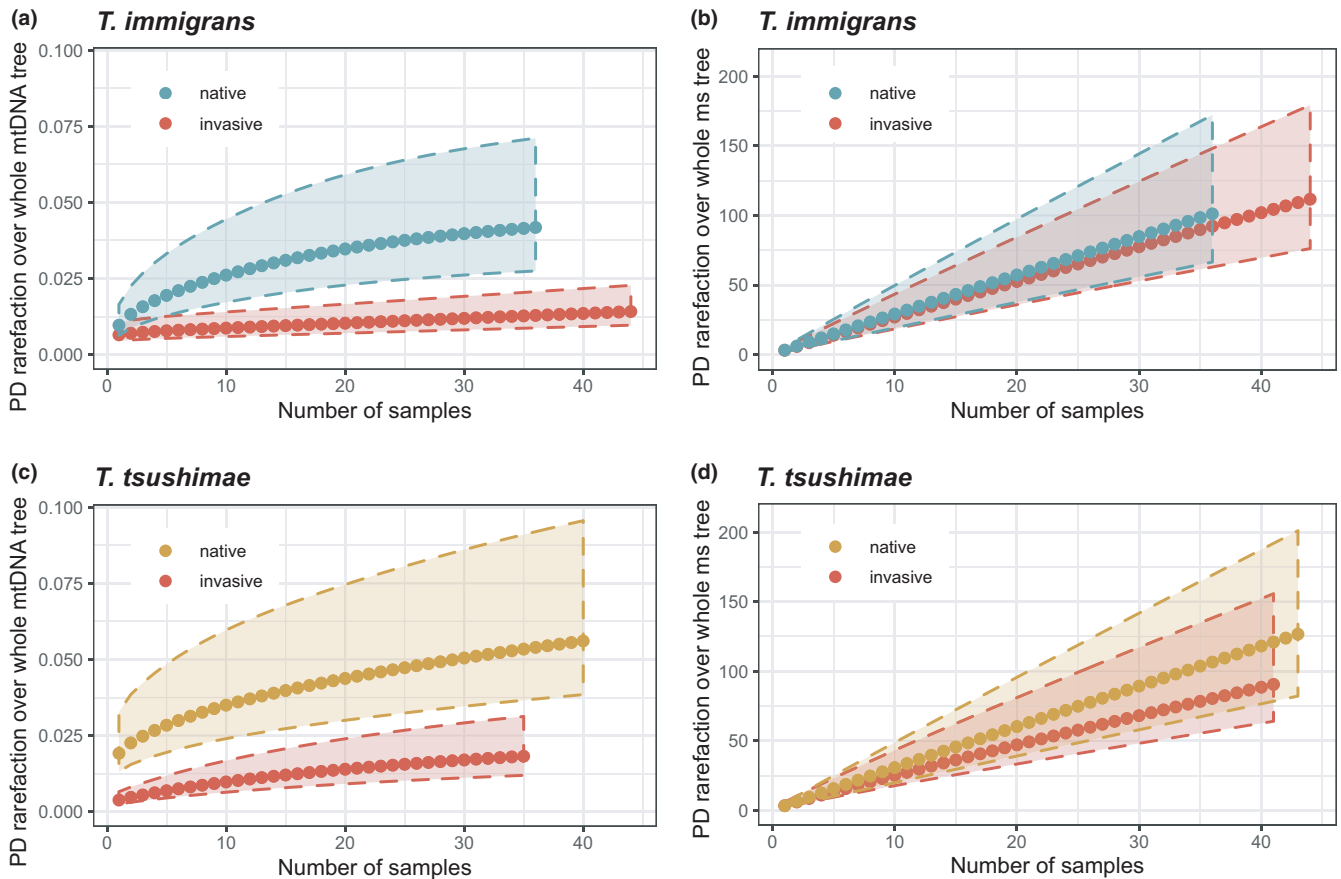 (a)
T. immigrans
PD rarefaction over whole mtDNA tree
0.100
0.075
0.050
0.025
0.000
native
invasive
0
10
20
30
40
Number of samples
(b)
T. immigrans
PD rarefaction over whole ms tree
200
150
100
50
0
native
invasive
0
10
20
30
40
Number of samples
(c)
T. tsushimae
PD rarefaction over whole mtDNA tree
0.100
0.075
0.050
0.025
0.000
native
invasive
0
10
20
30
40
Number of samples
(d)
T. tsushimae
PD rarefaction over whole ms tree
200
150
100
50
0
native
invasive
0
10
20
30
40
Number of samples